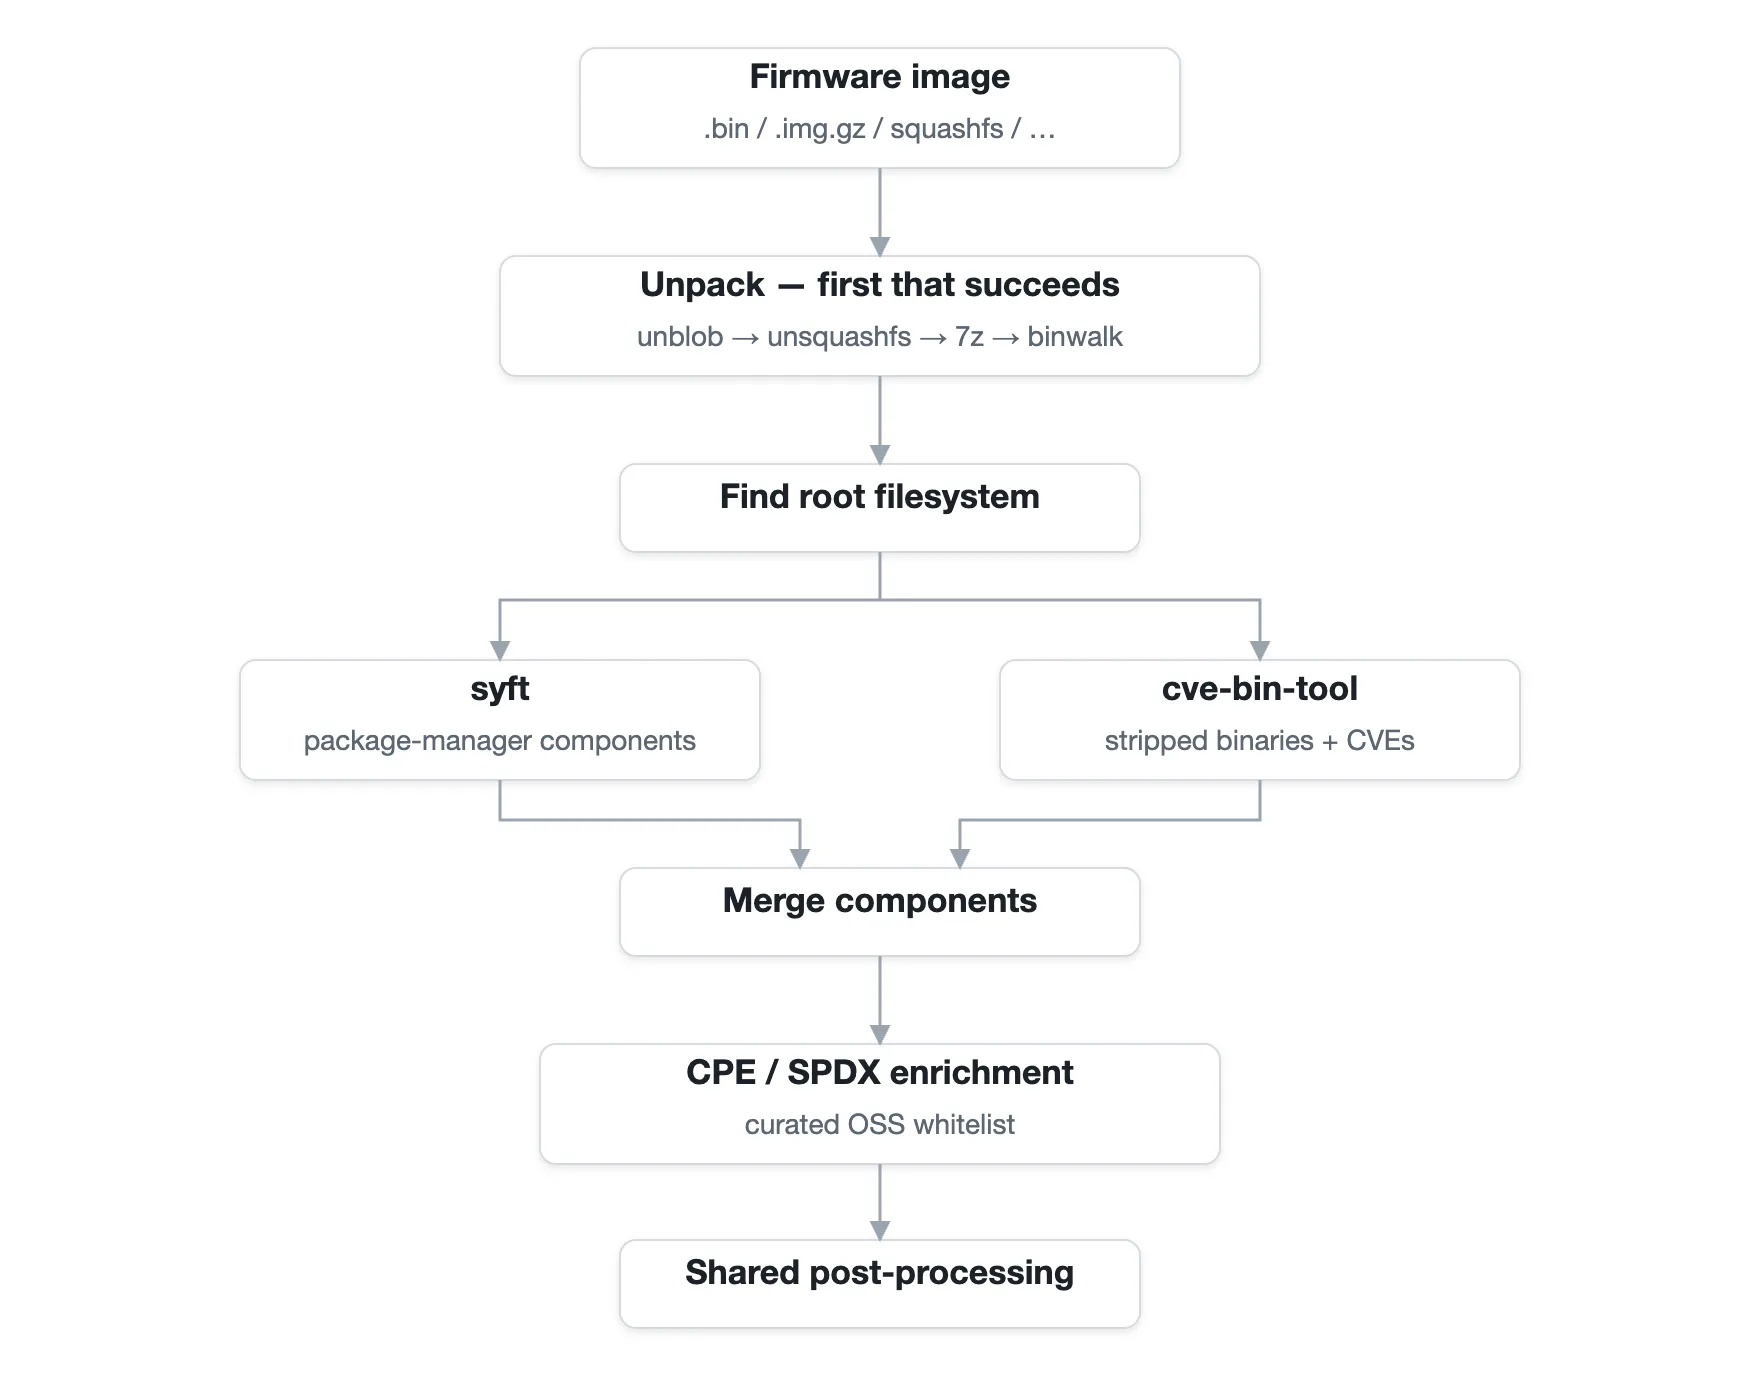 Firmware image
.bin / .img.gz / squashfs / …
Unpack — first that succeeds
unblob → unsquashfs → 7z → binwalk
Find root filesystem
syft
package-manager components
cve-bin-tool
stripped binaries + CVEs
Merge components
CPE / SPDX enrichment
curated OSS whitelist
Shared post-processing